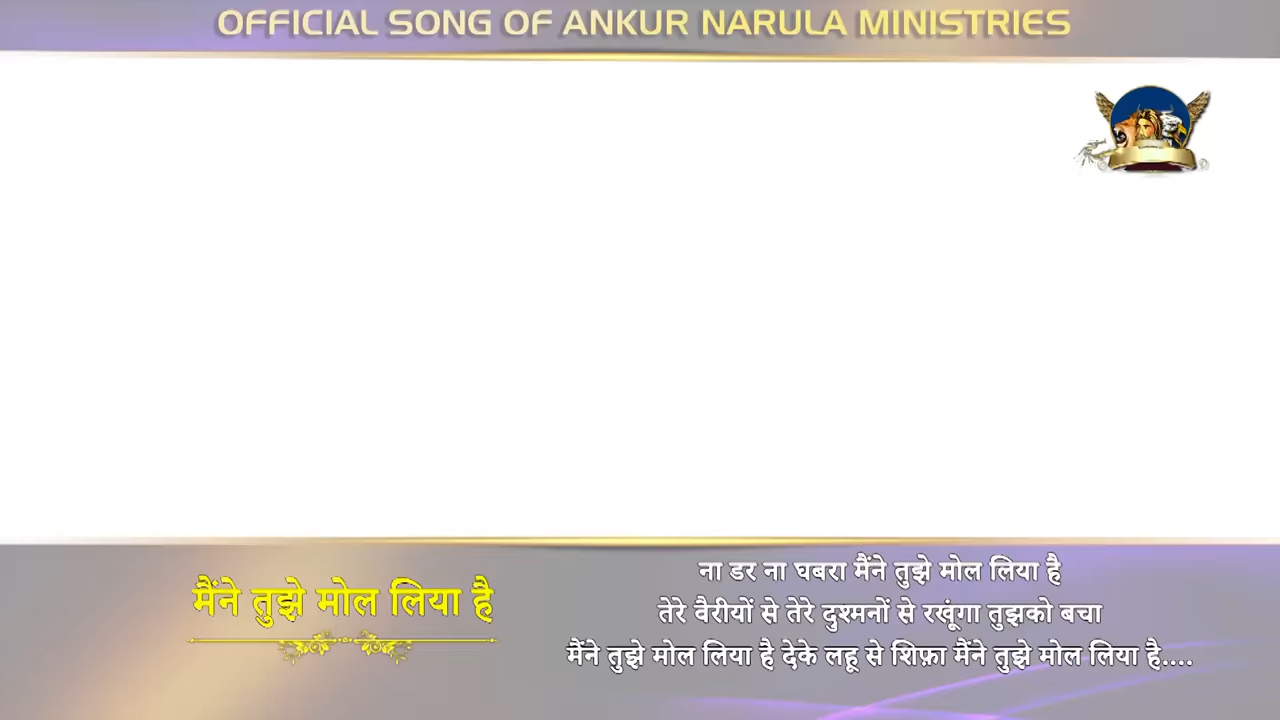 OFFICIAL SONG OF ANKUR NARULA MINISTRIES
मैंने तुझे मोल लिया है
ना डर ना घबरा मैंने तुझे मोल लिया है
तेरे वैरीयों से तेरे दुश्मनों से रखूंगा तुझको बचा
मैंने तुझे मोल लिया है देके लहू से शिफ़ा मैंने तुझे मोल लिया है....